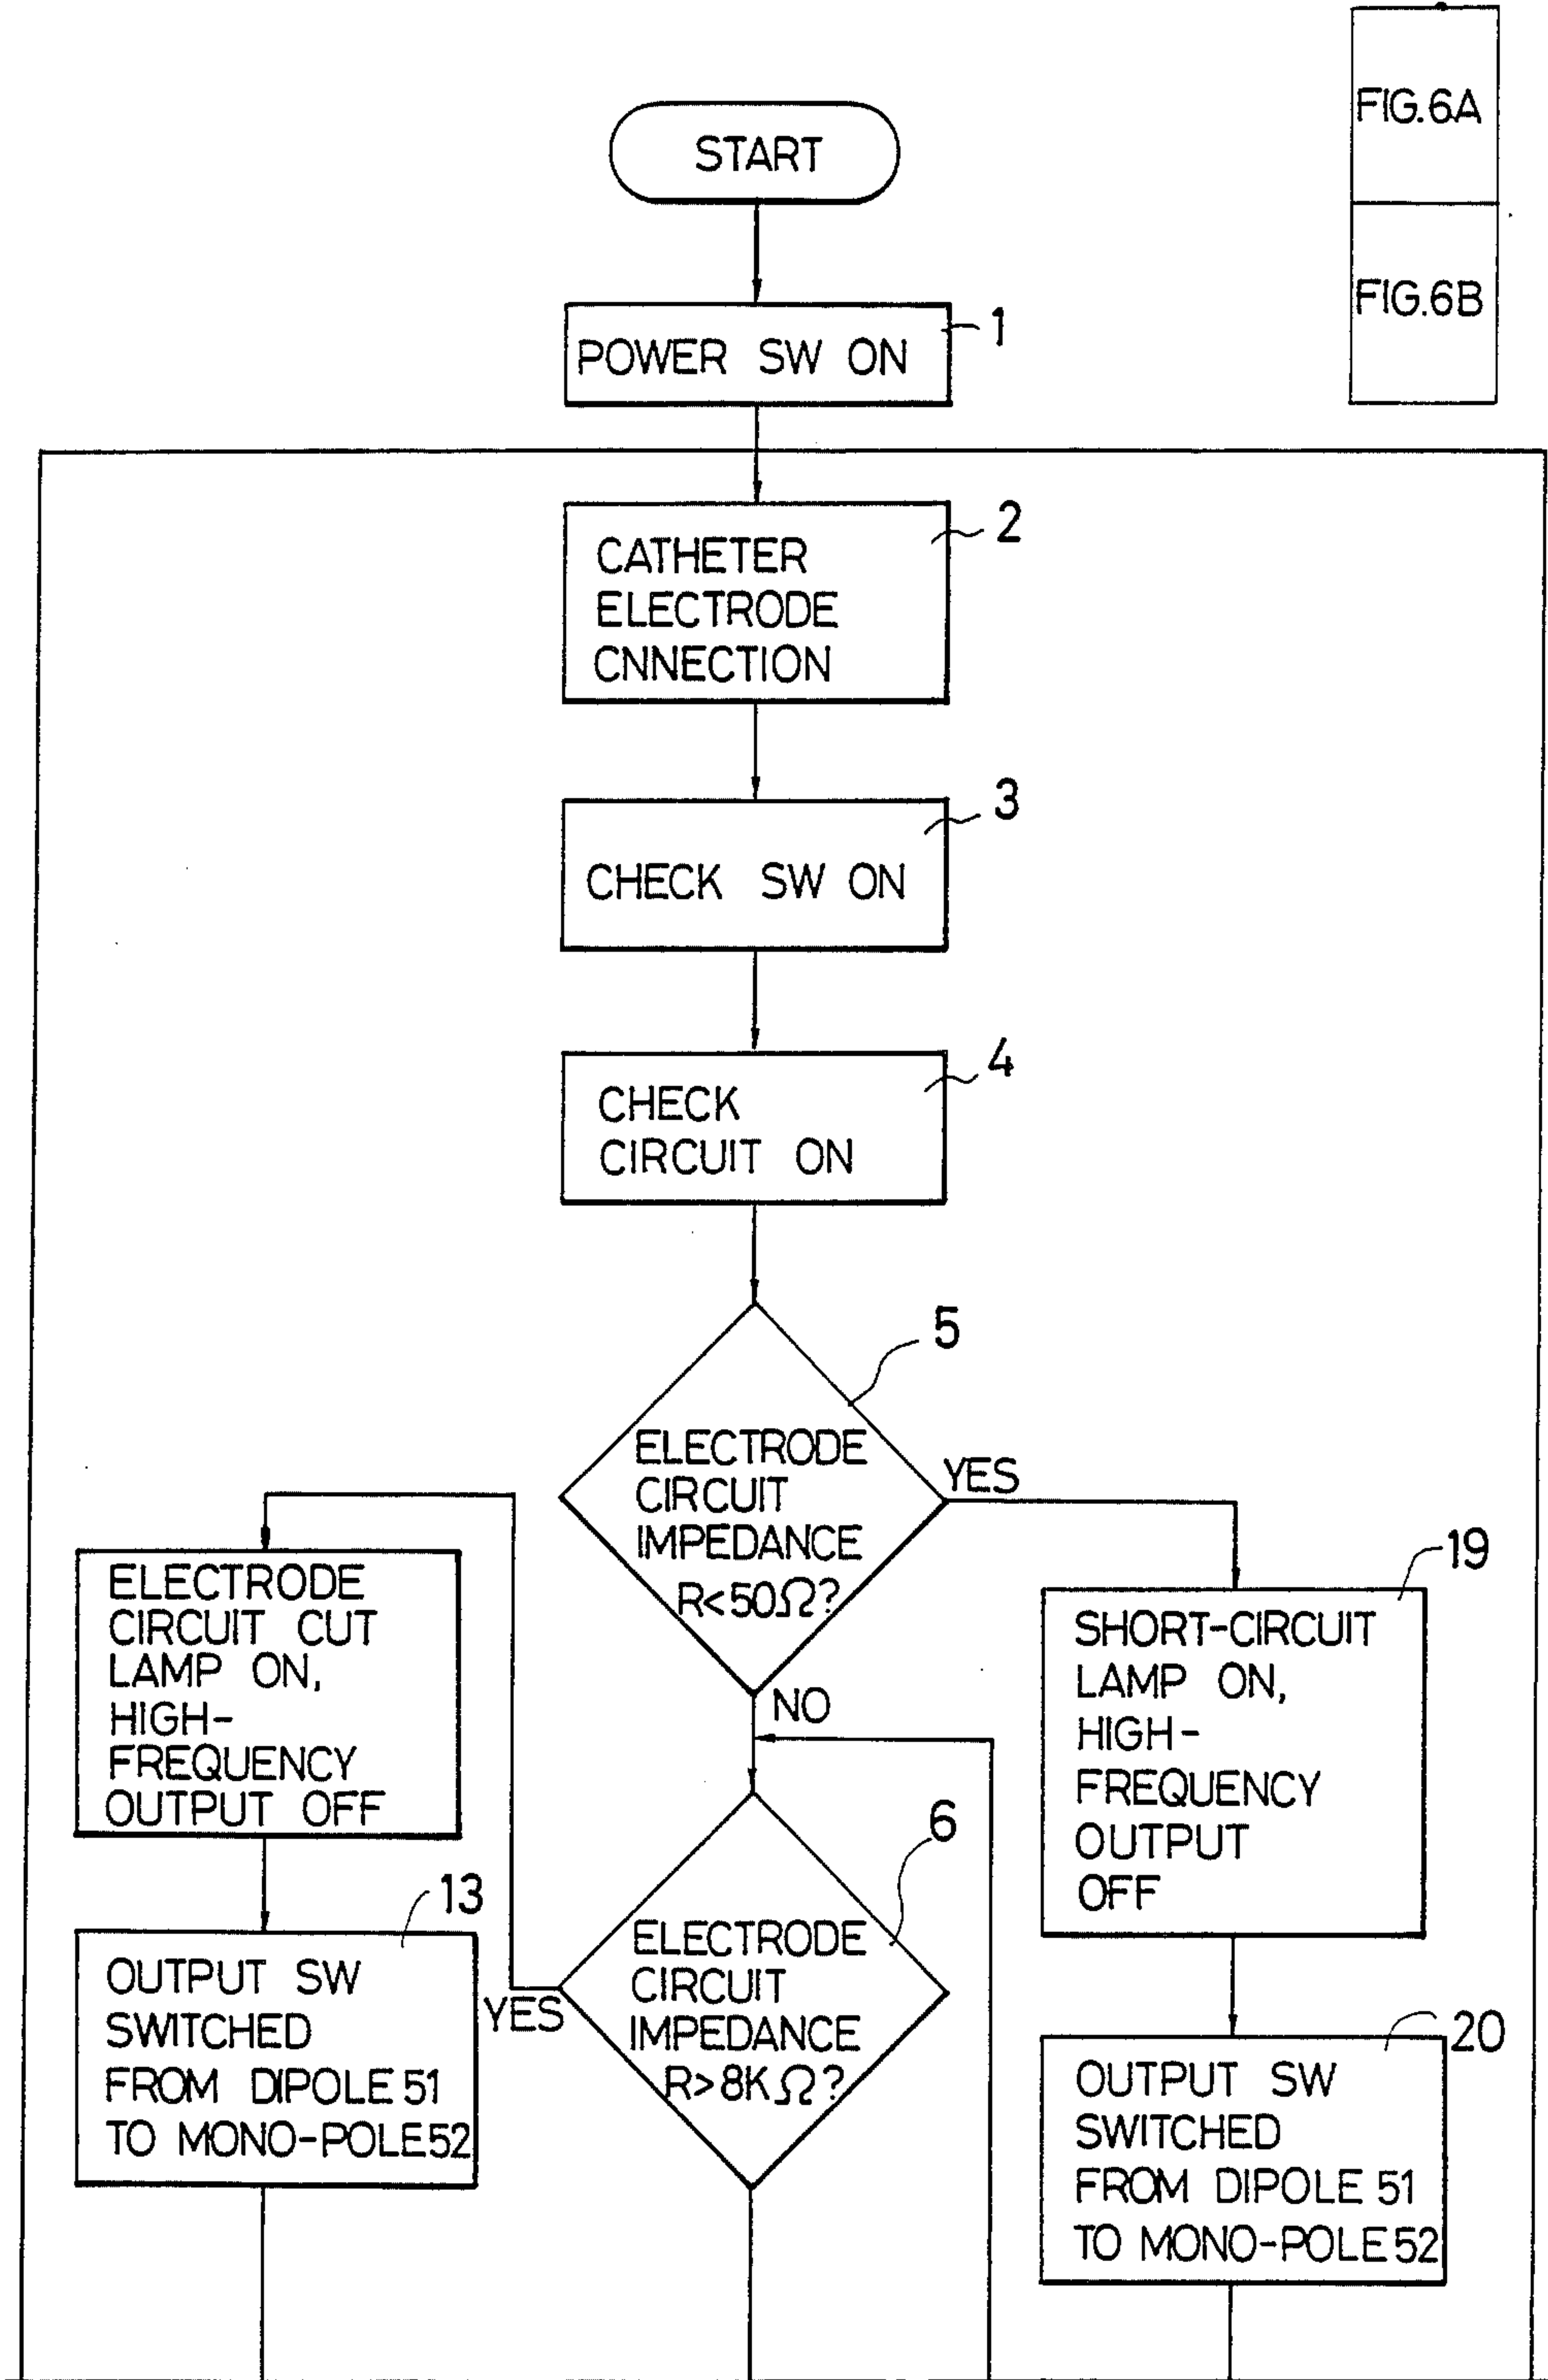 FIG.6A
FIG.6B
START
POWER SW ON
1
CATHETER
ELECTRODE
CNNECTION
2
CHECK SW ON
3
CHECK
CIRCUIT ON
4
ELECTRODE
CIRCUIT
IMPEDANCE
R<50Ω?
5
YES
NO
ELECTRODE
CIRCUIT CUT
LAMP ON,
HIGH-
FREQUENCY
OUTPUT OFF
SHORT-CIRCUIT
LAMP ON,
HIGH-
FREQUENCY
OUTPUT
OFF
19
ELECTRODE
CIRCUIT
IMPEDANCE
R>8KΩ?
6
YES
OUTPUT SW
SWITCHED
FROM DIPOLE 51
TO MONO-POLE 52
13
OUTPUT SW
SWITCHED
FROM DIPOLE 51
TO MONO-POLE 52
20